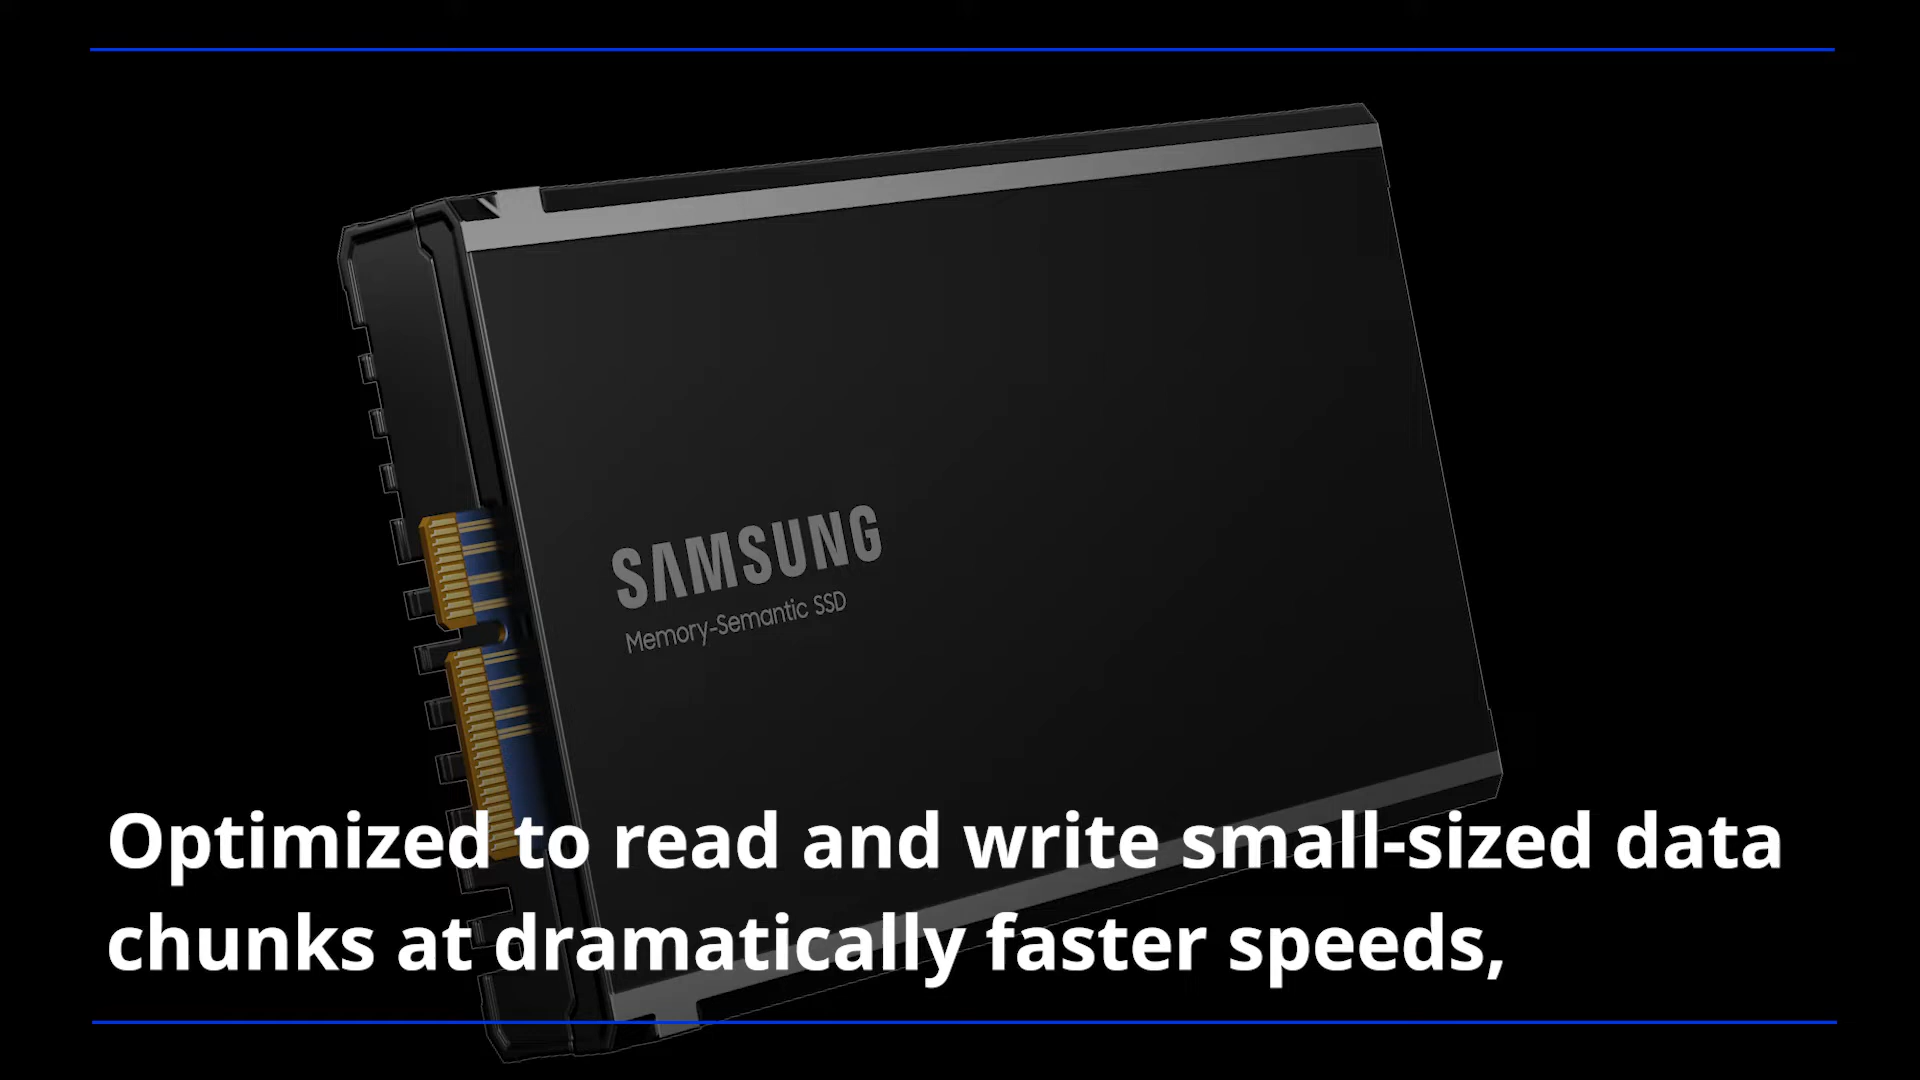 SAMSUNG
Memory-Semantic SSD
Optimized to read and write small-sized data
chunks at dramatically faster speeds,